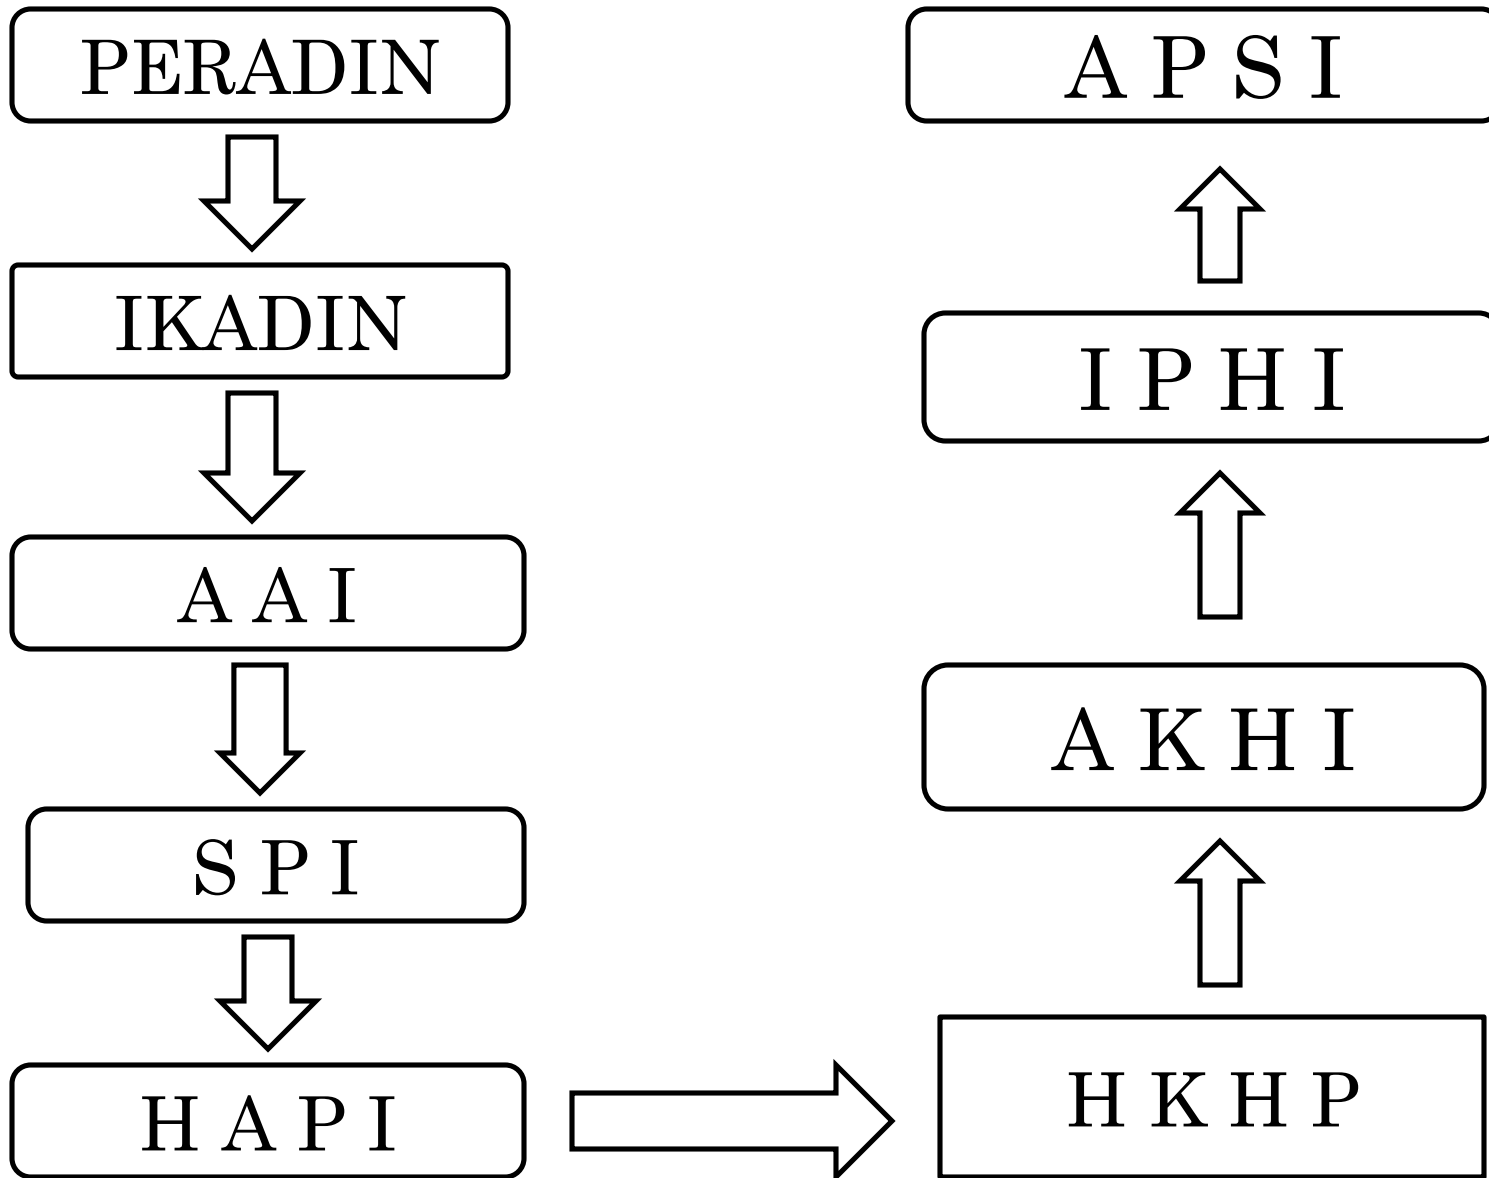 PERADIN
IKADIN
A A I
S P I
H A P I
H K H P
A K H I
I P H I
A P S I